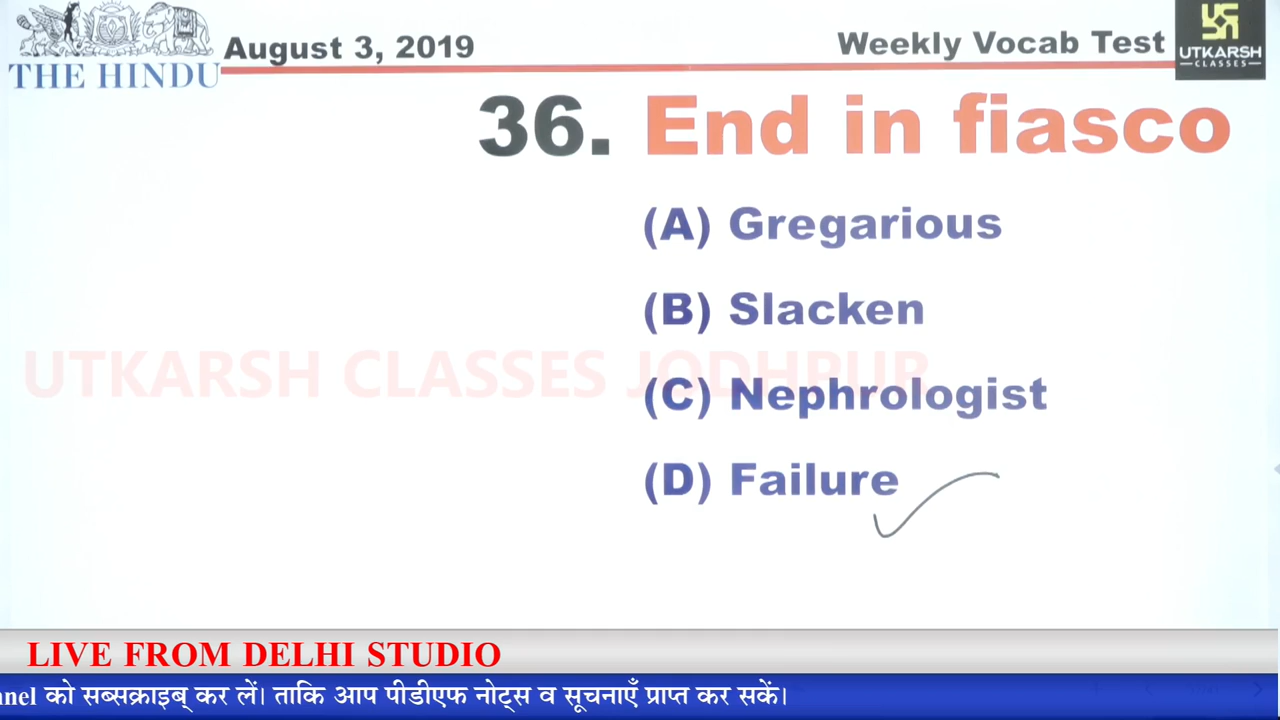 THE HINDU
August 3, 2019
Weekly Vocab Test
UTKARSH
CLASSES
36. End in fiasco
(A) Gregarious
(B) Slacken
(C) Nephrologist
(D) Failure
UTKARSH CLASSES JODHPUR
LIVE FROM DELHI STUDIO
nnel को सब्सक्राइब् कर लें। ताकि आप पीडीएफ नोट्स व सूचनाएँ प्राप्त कर सकें।